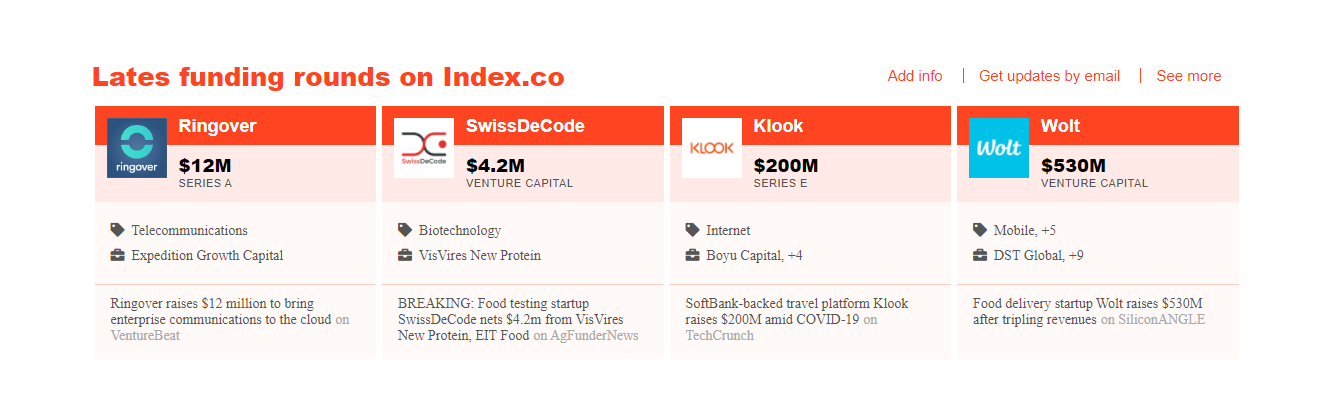 Lates funding rounds on Index.co
Add info | Get updates by email | See more
Ringover
ringover
$12M
SERIES A
Telecommunications
Expedition Growth Capital
Ringover raises $12 million to bring
enterprise communications to the cloud on
VentureBeat
SwissDeCode
SwissDeCode
$4.2M
VENTURE CAPITAL
Biotechnology
VisVires New Protein
BREAKING: Food testing startup
SwissDeCode nets $4.2m from VisVires
New Protein, EIT Food on AgFunderNews
Klook
KLOOK
$200M
SERIES E
Internet
Boyu Capital, +4
SoftBank-backed travel platform Klook
raises $200M amid COVID-19 on
TechCrunch
Wolt
Wolt
$530M
VENTURE CAPITAL
Mobile, +5
DST Global, +9
Food delivery startup Wolt raises $530M
after tripling revenues on SiliconANGLE